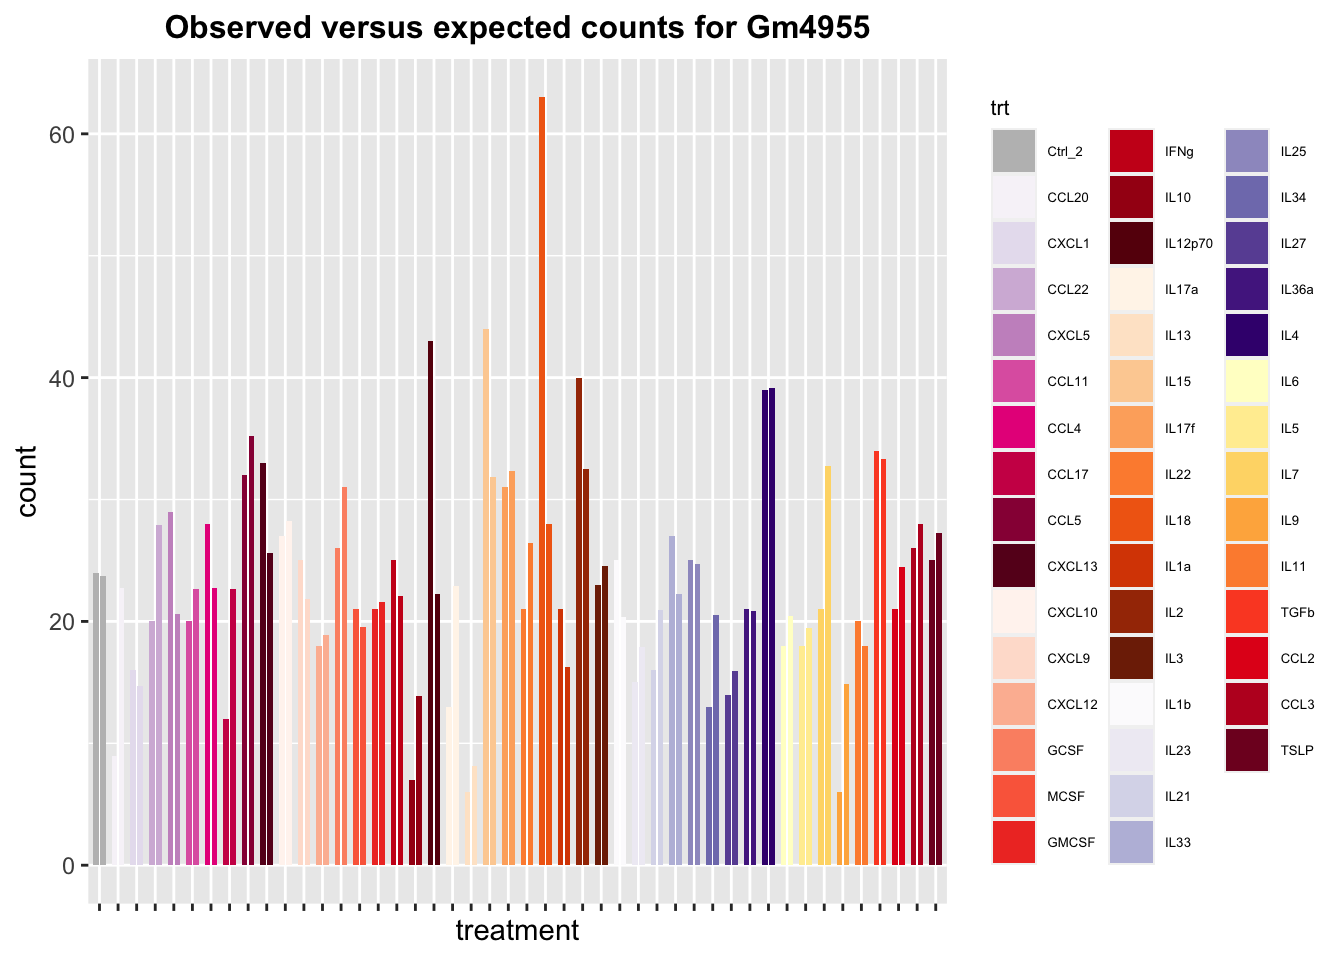 Observed versus expected counts for Gm4955
count
60
40
20
0
treatment
trt
Ctrl_2
CCL20
CXCL1
CCL22
CXCL5
CCL11
CCL4
CCL17
CCL5
CXCL13
CXCL10
CXCL9
CXCL12
GCSF
MCSF
GMCSF
IFNg
IL10
IL12p70
IL17a
IL13
IL15
IL17f
IL22
IL18
IL1a
IL2
IL3
IL1b
IL23
IL21
IL33
IL25
IL34
IL27
IL36a
IL4
IL6
IL5
IL7
IL9
IL11
TGFb
CCL2
CCL3
TSLP